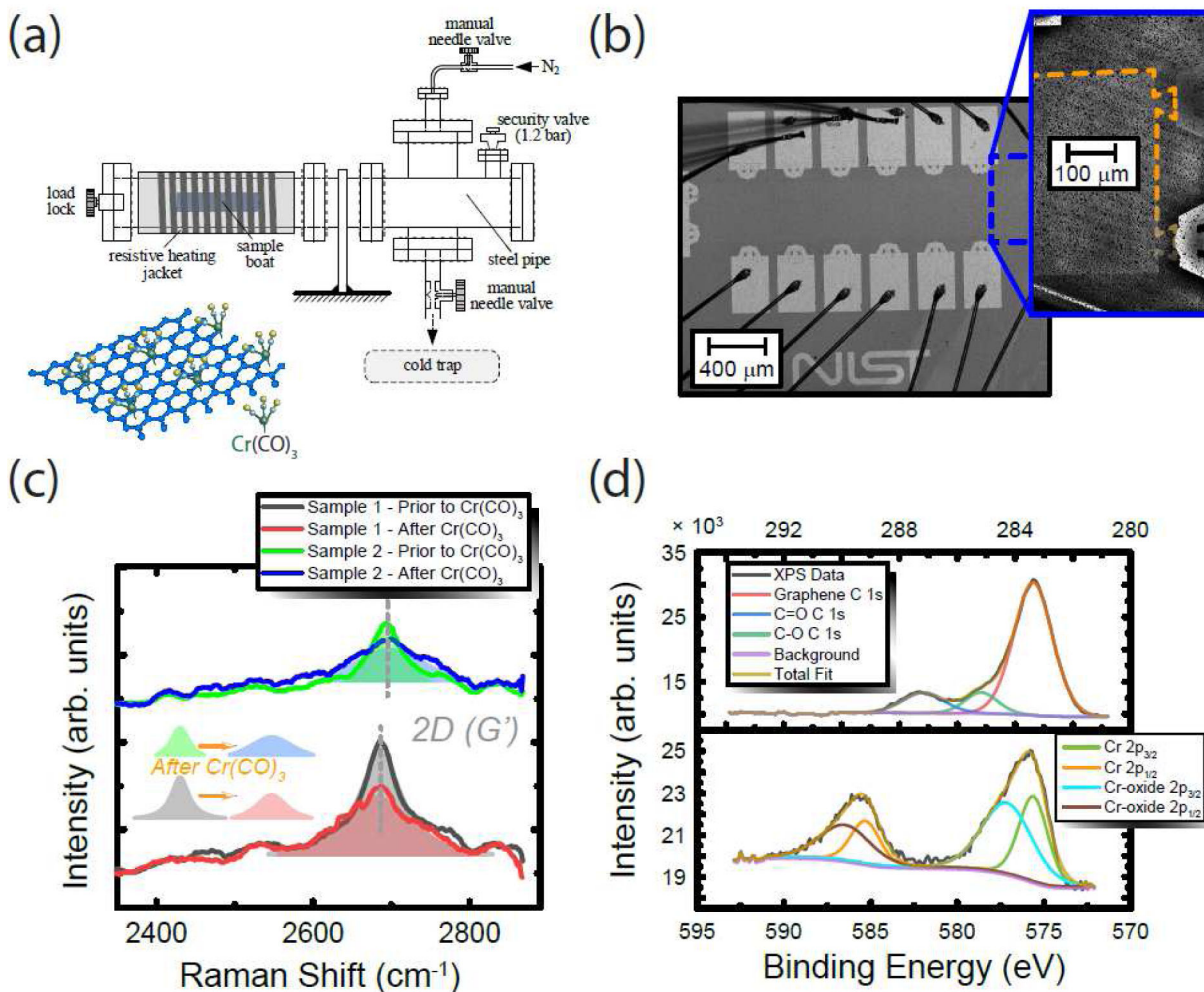 (a)
manual
needle valve
N₂
security valve
(1.2 bar)
load
lock
resistive heating
jacket
sample
boat
steel pipe
manual
needle valve
cold trap
Cr(CO)₃
(b)
100 µm
400 µm
NIST
(c)
Sample 1 - Prior to Cr(CO)₃
Sample 1 - After Cr(CO)₃
Sample 2 - Prior to Cr(CO)₃
Sample 2 - After Cr(CO)₃
2D (G')
After Cr(CO)₃
Intensity (arb. units)
2400 2600 2800
Raman Shift (cm⁻¹)
(d)
× 10³ 292 288 284 280
35
30
15
XPS Data
Graphene C 1s
C=O C 1s
C-O C 1s
Background
Total Fit
25
23
21
19
Cr 2p₃/₂
Cr 2p₁/₂
Cr-oxide 2p₃/₂
Cr-oxide 2p₁/₂
Intensity (arb. units)
595 590 585 580 575 570
Binding Energy (eV)